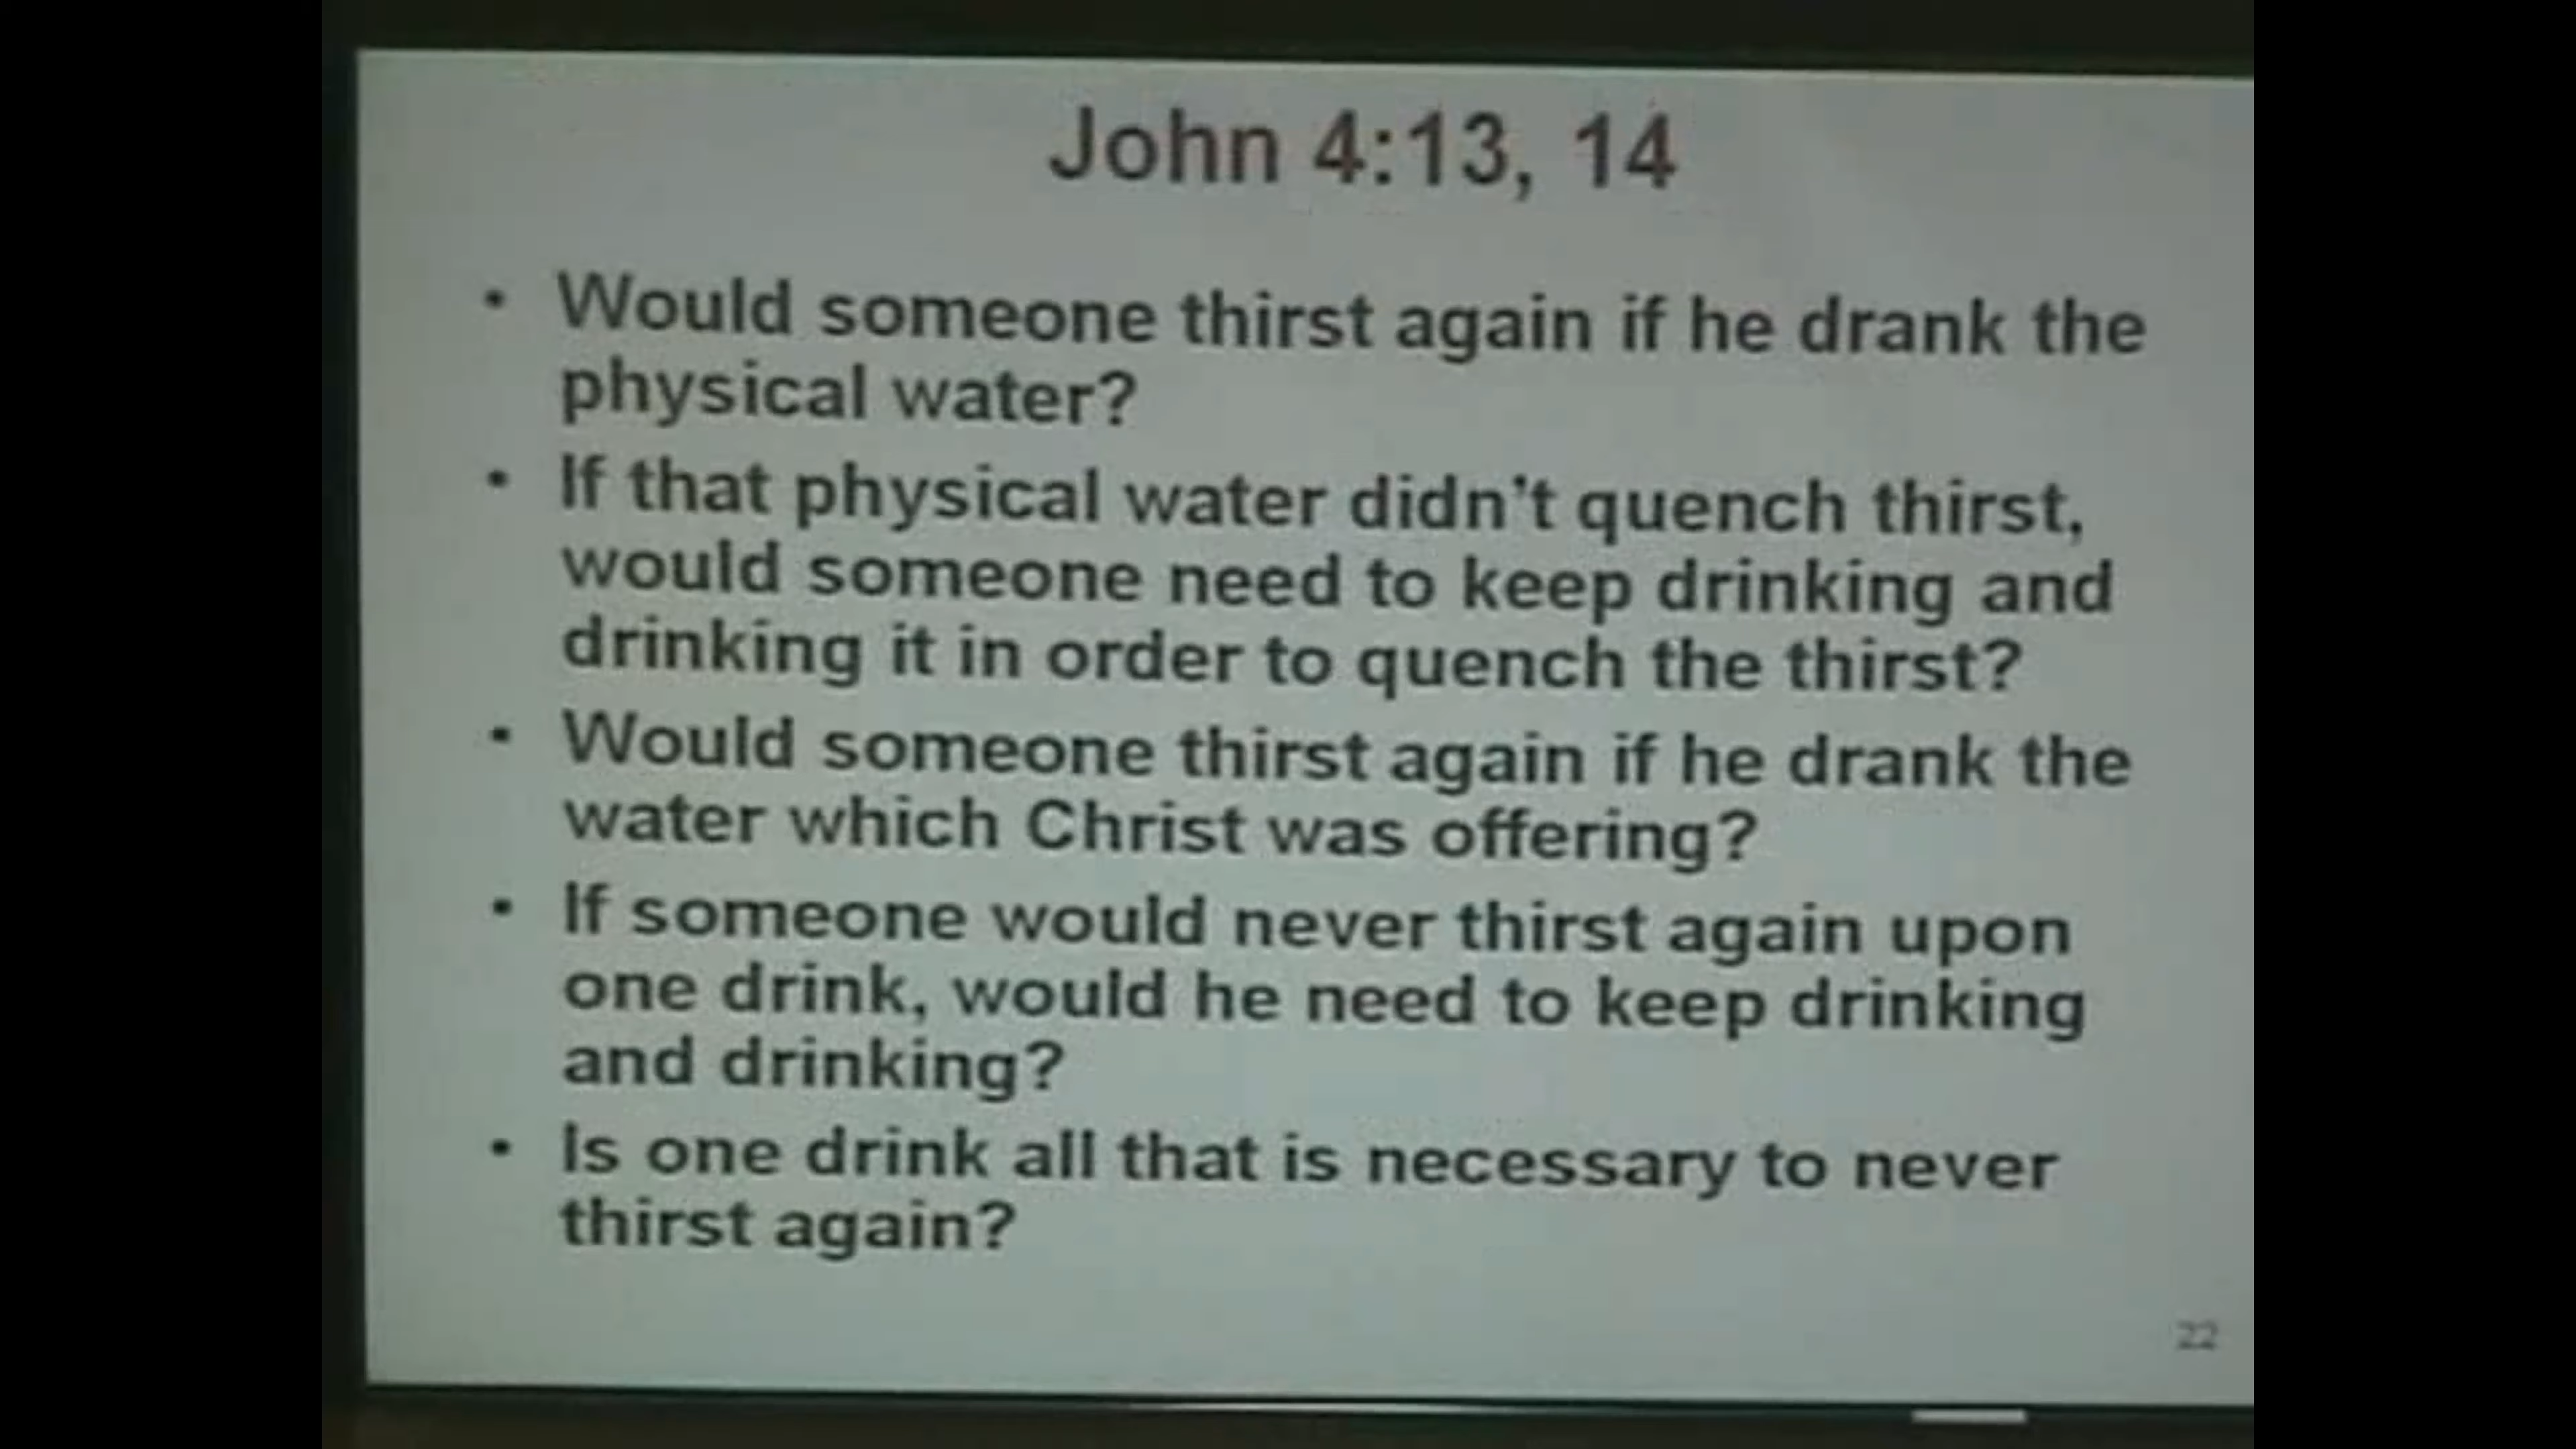 John 4:13, 14
• Would someone thirst again if he drank the
physical water?
• If that physical water didn't quench thirst,
would someone need to keep drinking and
drinking it in order to quench the thirst?
• Would someone thirst again if he drank the
water which Christ was offering?
• If someone would never thirst again upon
one drink, would he need to keep drinking
and drinking?
• Is one drink all that is necessary to never
thirst again?
22